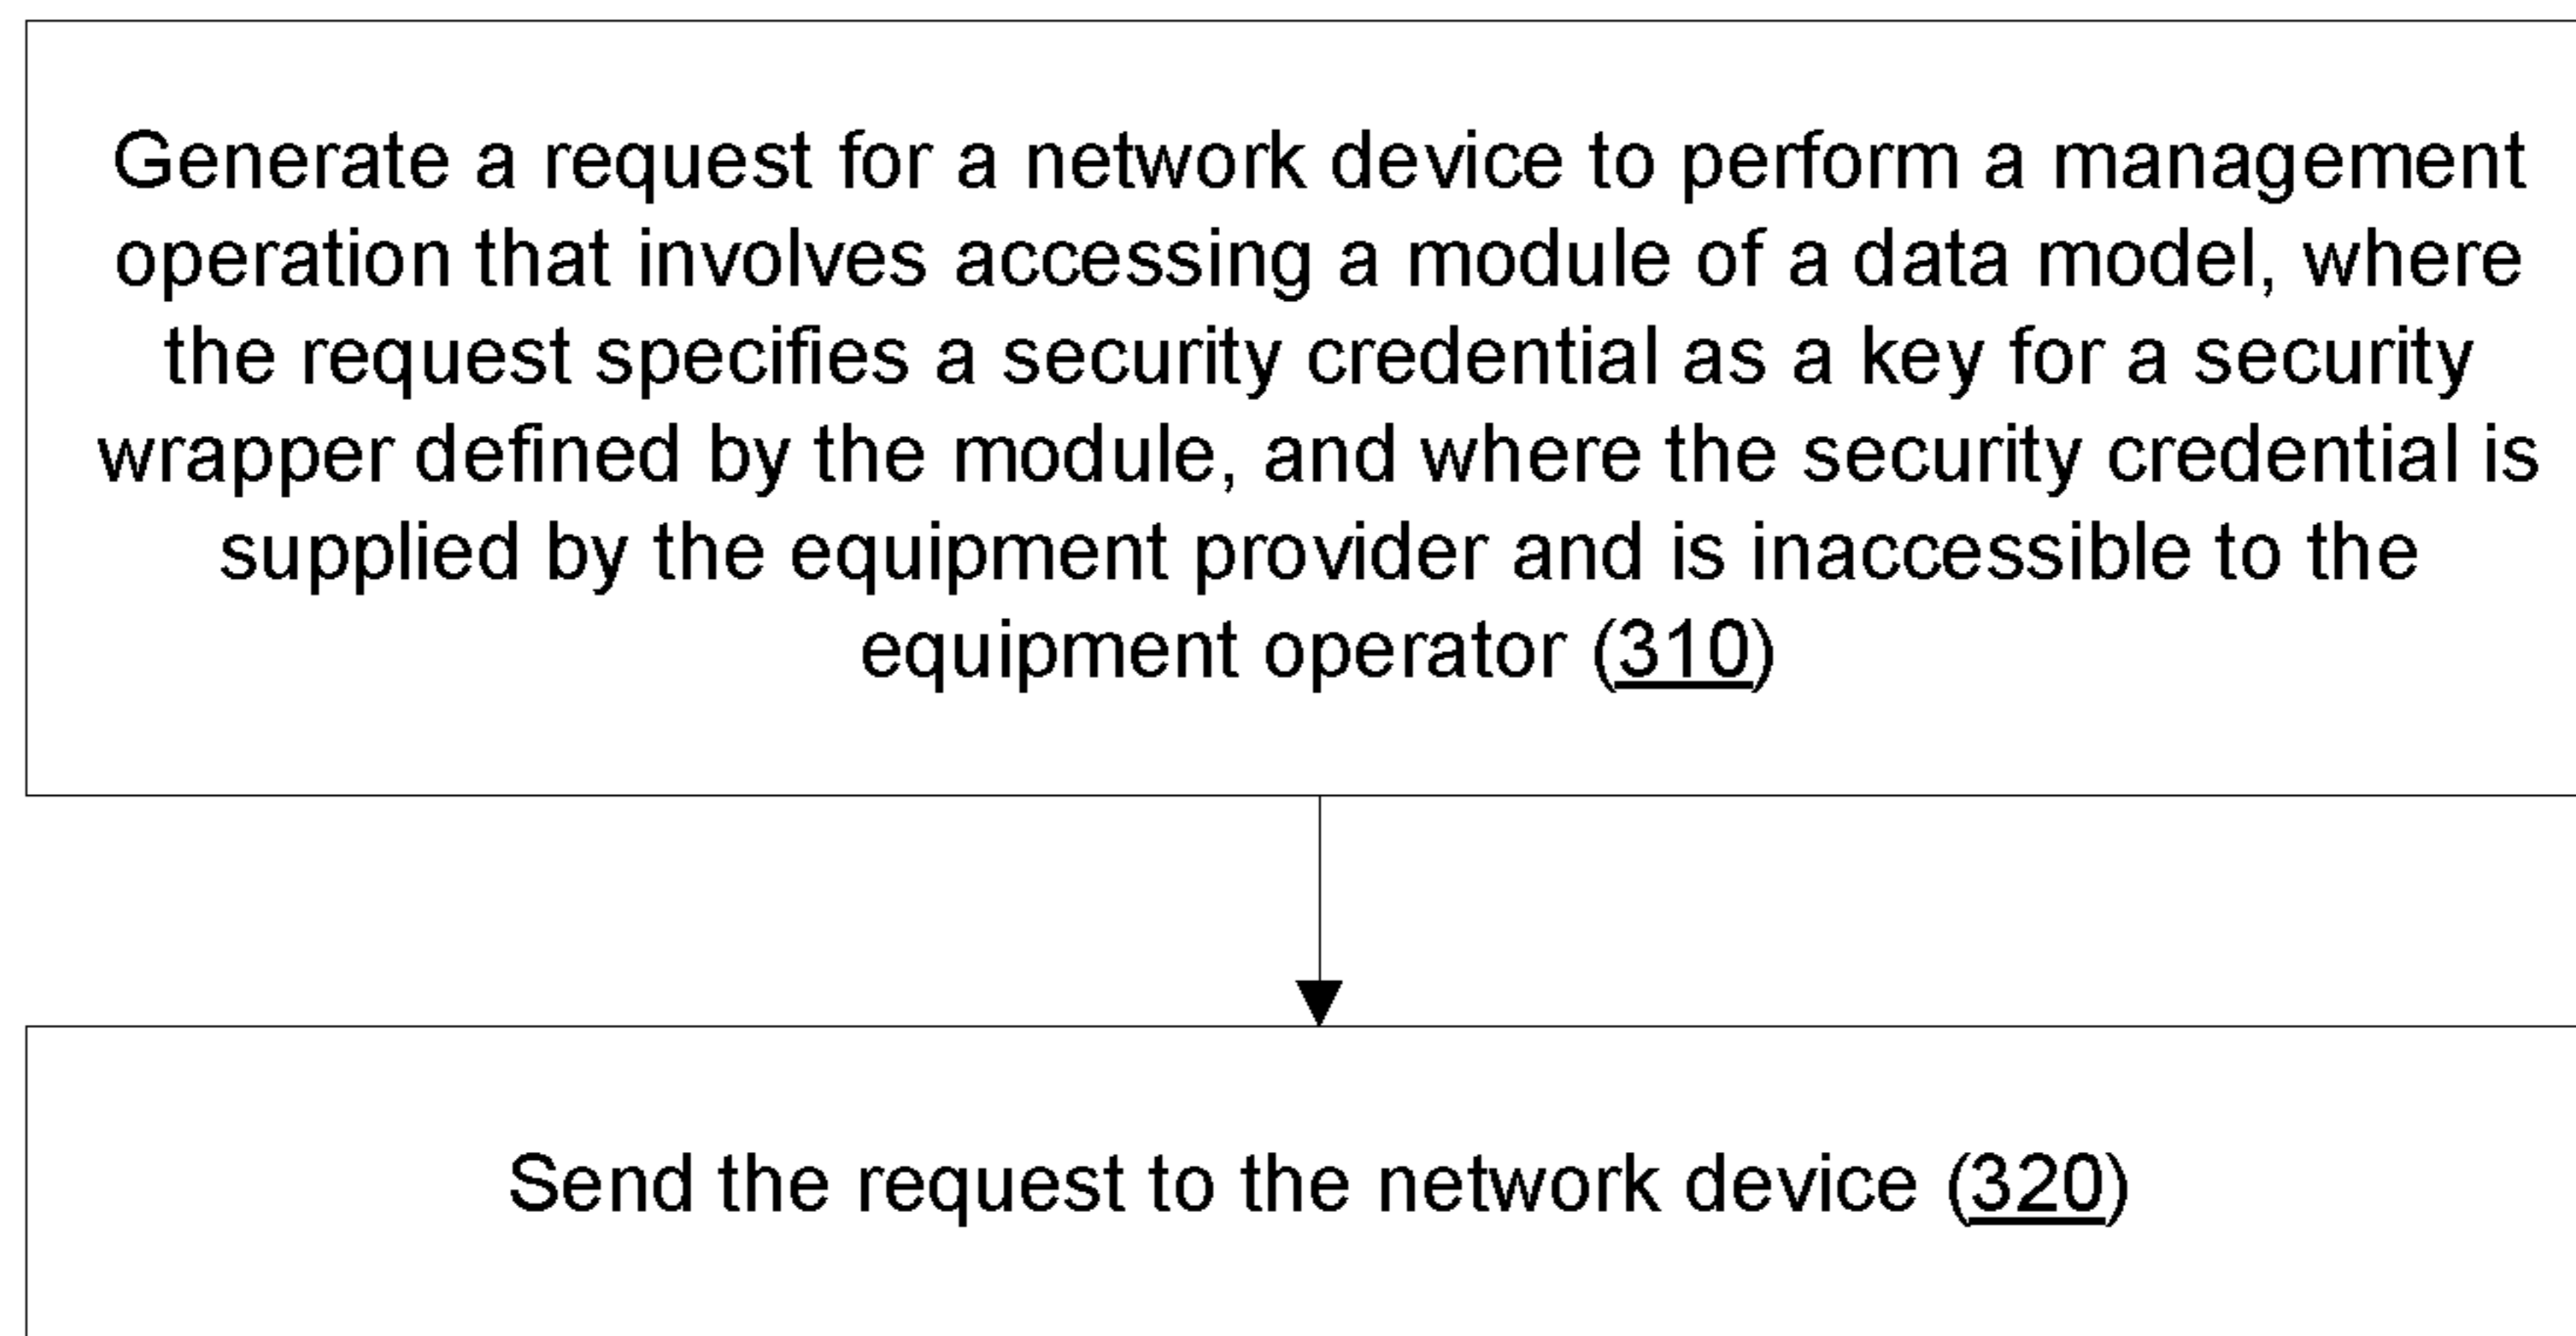 Generate a request for a network device to perform a management
operation that involves accessing a module of a data model, where
the request specifies a security credential as a key for a security
wrapper defined by the module, and where the security credential is
supplied by the equipment provider and is inaccessible to the
equipment operator (310)
Send the request to the network device (320)